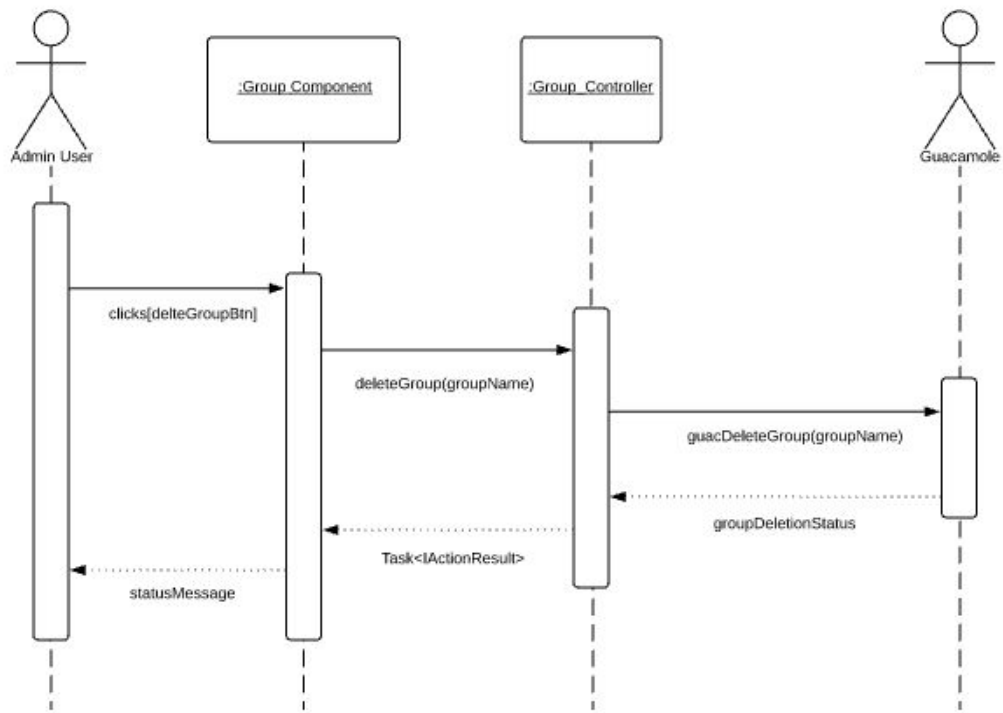 :Group Component
:Group_Controller
Admin User
Guacamole
clicks[delteGroupBtn]
deleteGroup(groupName)
guacDeleteGroup(groupName)
groupDeletionStatus
Task<IActionResult>
statusMessage